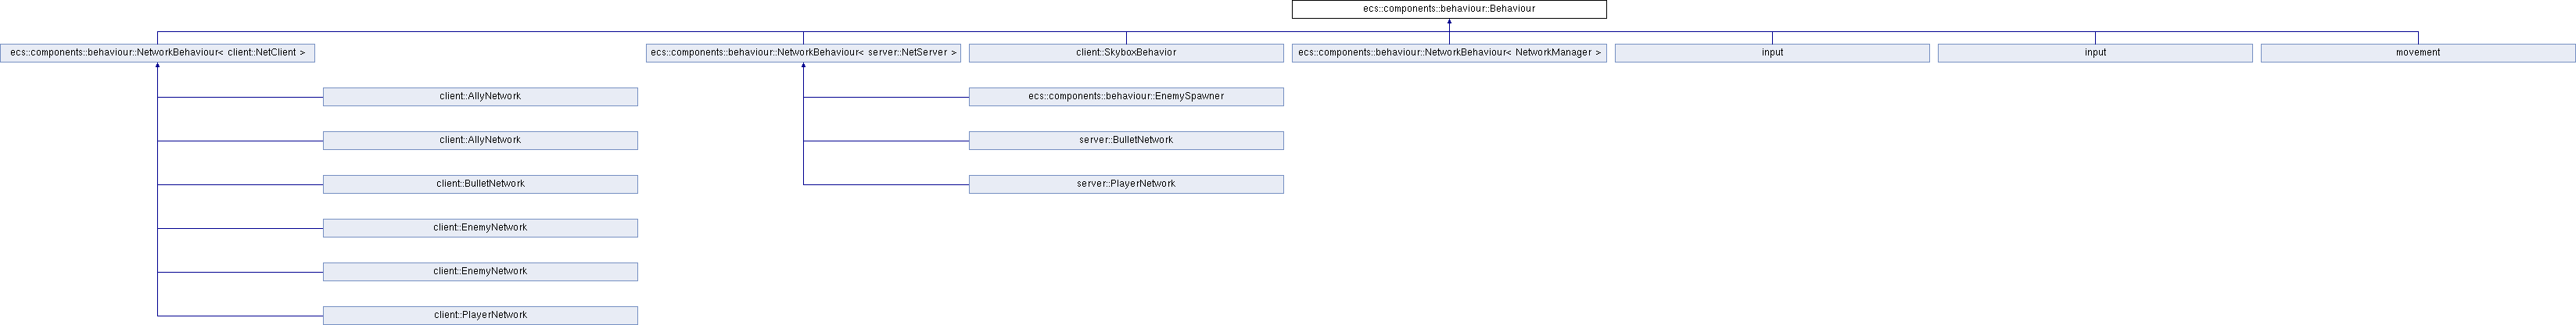 ecs::components::behaviour::Behaviour
ecs::components::behaviour::NetworkBehaviour< client::NetClient >
ecs::components::behaviour::NetworkBehaviour< server::NetServer >
client::SkyboxBehavior
ecs::components::behaviour::NetworkBehaviour< NetworkManager >
input
input
movement
client::AllyNetwork
ecs::components::behaviour::EnemySpawner
client::AllyNetwork
server::BulletNetwork
client::BulletNetwork
server::PlayerNetwork
client::EnemyNetwork
client::EnemyNetwork
client::PlayerNetwork